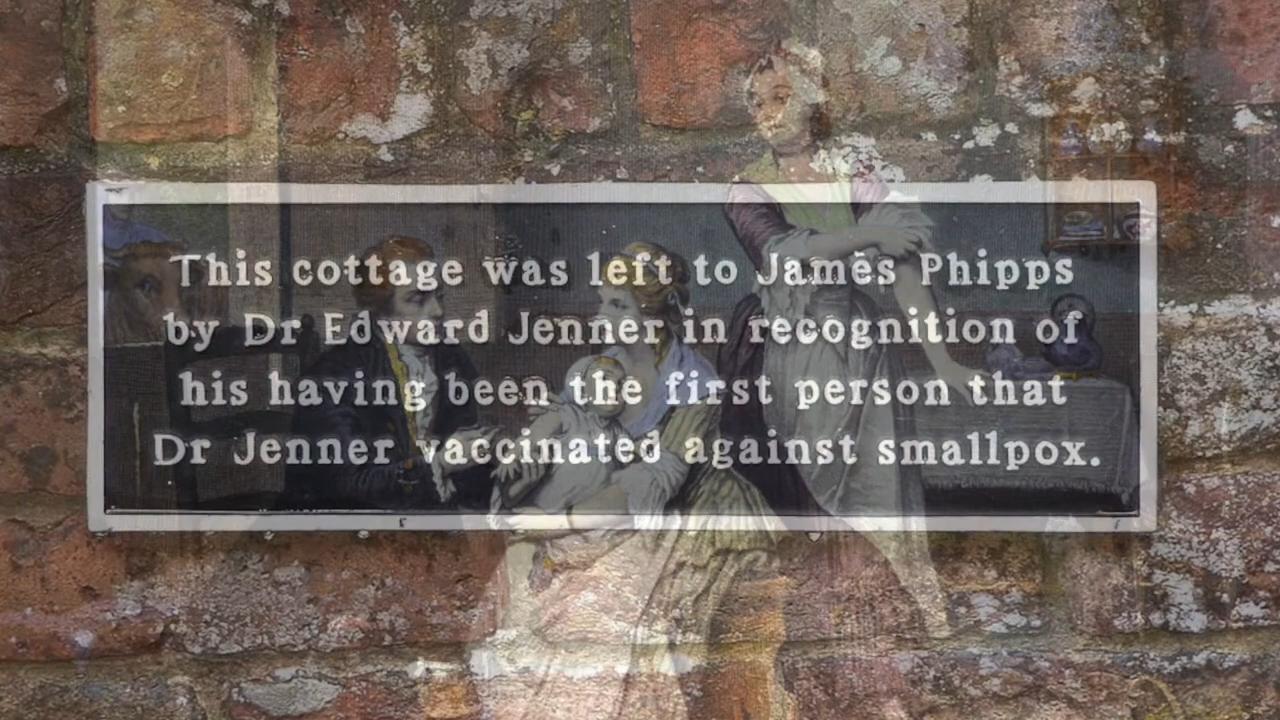 This cottage was left to James Phipps
by Dr Edward Jenner in recognition of
his having been the first person that
Dr Jenner vaccinated against smallpox.